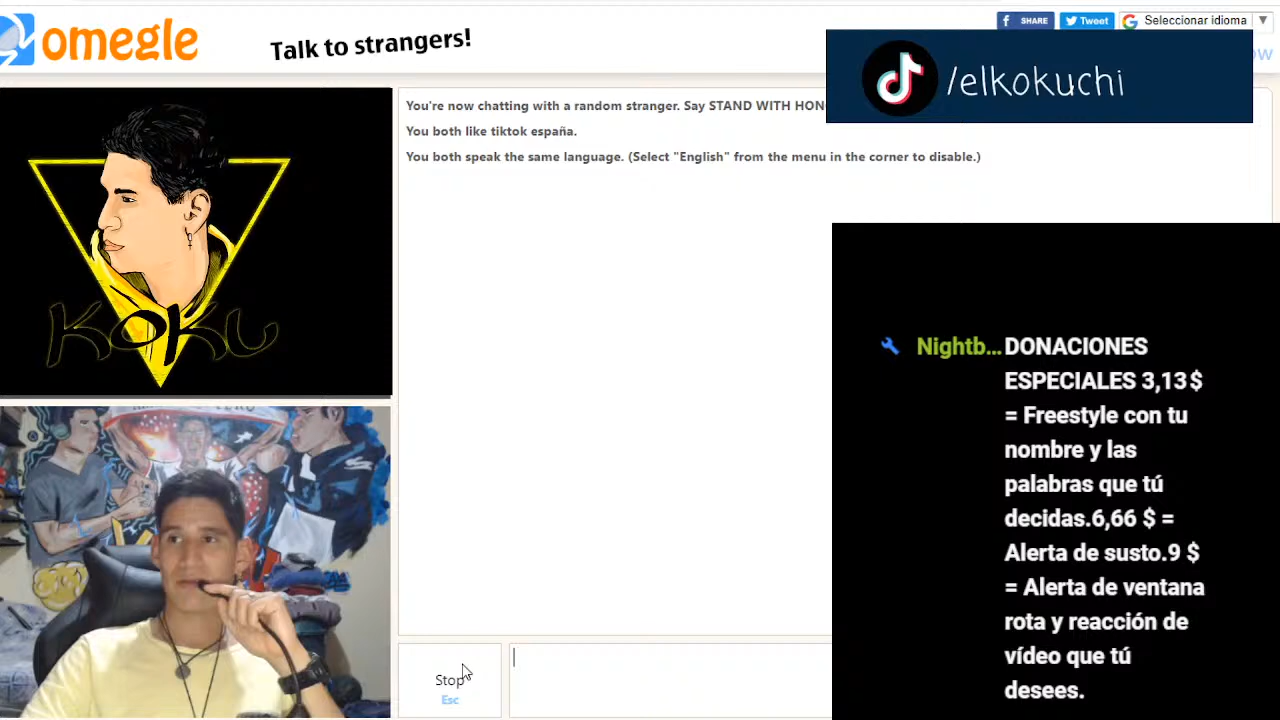 omegle
Talk to strangers!
SHARE
Tweet
Seleccionar idioma
/elkokuchi
You're now chatting with a random stranger. Say STAND WITH
You both like tiktok españa.
You both speak the same language. (Select "English" from the menu in the corner to disable.)
KOKU
Nightb...DONACIONES
ESPECIALES 3,13$
= Freestyle con tu
nombre y las
palabras que tú
decidas.6,66 $ =
Alerta de susto.9 $
= Alerta de ventana
rota y reacción de
vídeo que tú
desees.
Stop
Esc